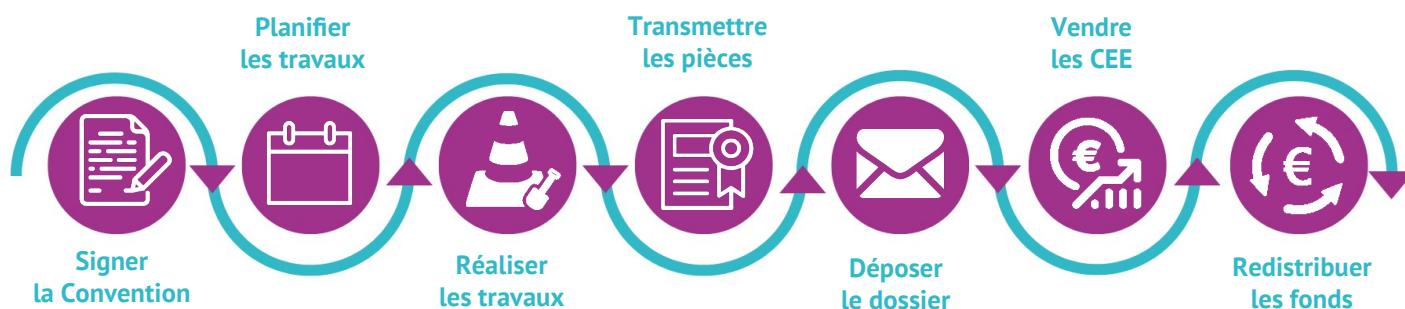 Signer
la Convention
Planifier
les travaux
Réaliser
les travaux
Transmettre
les pièces
Déposer
le dossier
Vendre
les CEE
Redistribuer
les fonds